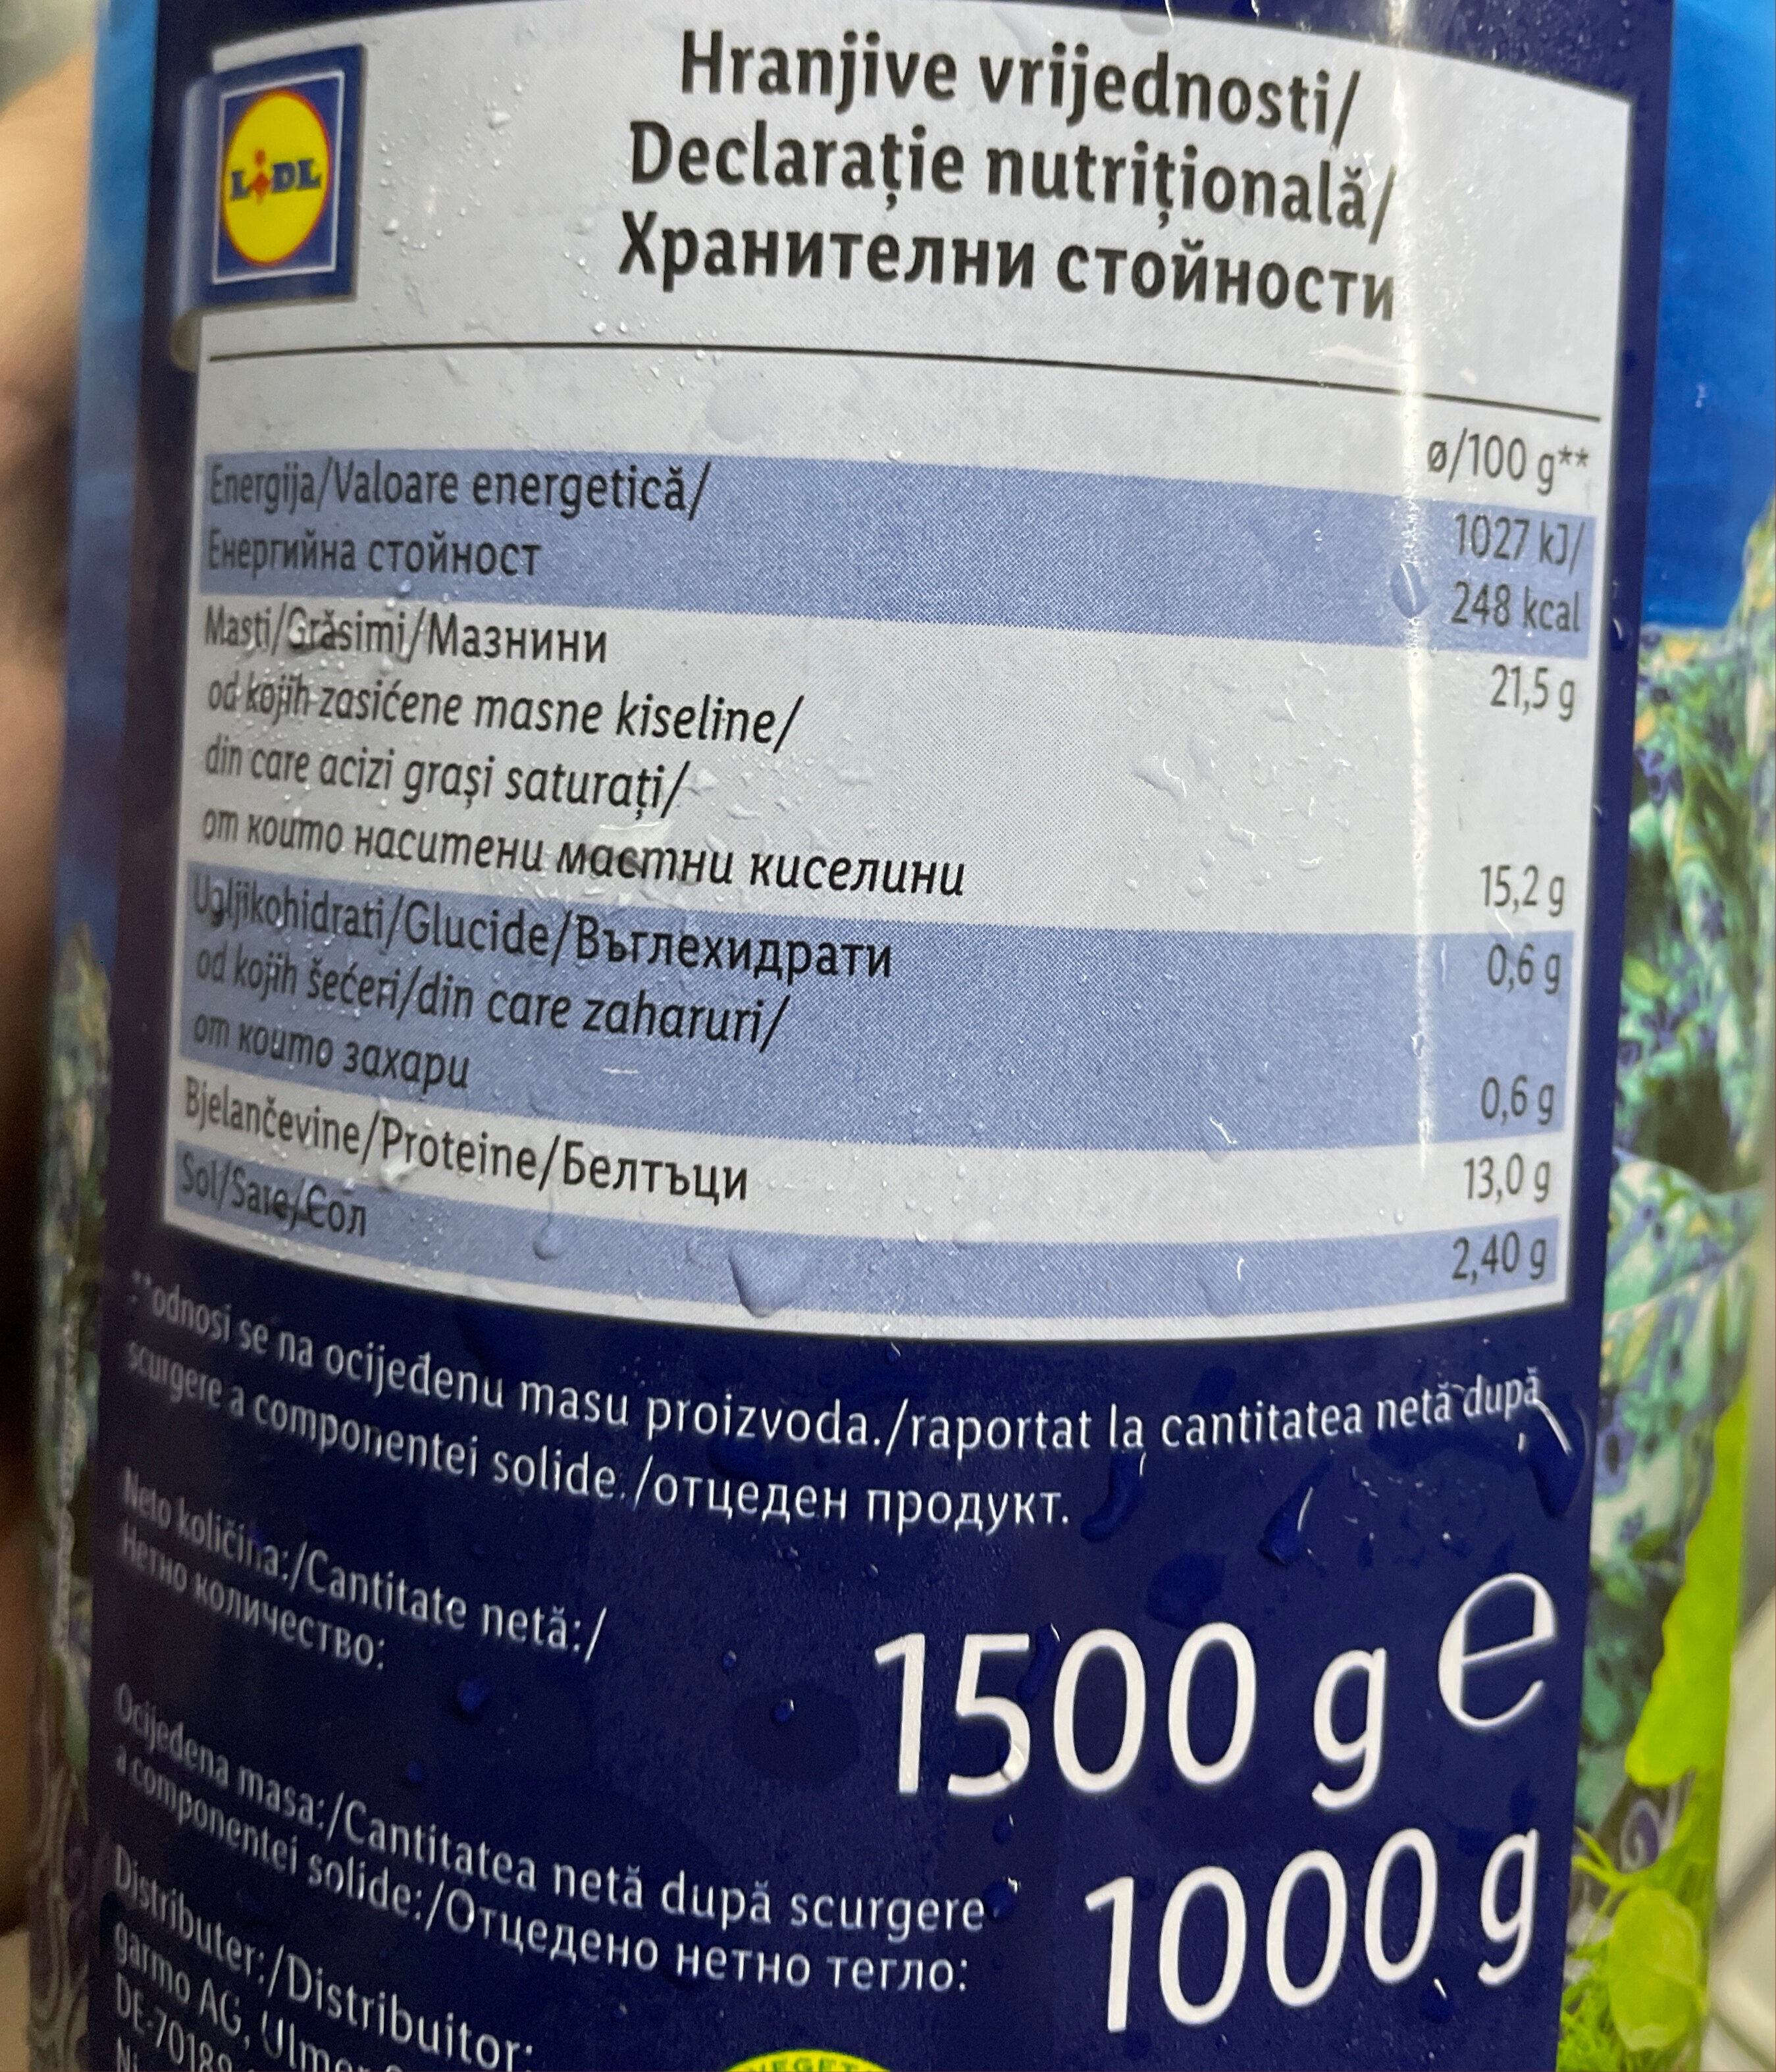 LIDL
Hranjive vrijednosti/
Declarație nutrițională/
Хранителни стойности
ø/100 g**
Energija/Valoare energetică/
Енергийна стойност
1027 kJ/
248 kcal
Masti/Grăsimi/Мазнини
21,5 g
od kojih zasićene masne kiseline/
din care acizi grași saturați/
от които наситени мастни киселини
15,2 g
Ugljikohidrati/Glucide/Въглехидрати
0,6 g
od kojih šećeri/din care zaharuri/
от които захари
0,6 g
Bjelančevine/Proteine/Белтъци
13,0 g
Sol/Sare/Сол
2,40 g
**odnosi se na ocijeđenu masu proizvoda./raportat la cantitatea netă după
scurgere a componentei solide./отцеден продукт.
Neto količina:/Cantitate netă:/
Нетно количество:
1500 g e
Ocijeđena masa:/Cantitatea netă după scurgere
a componentei solide:/Отцедено нетно тегло:
1000 g
Distributer:/Distribuitor:
garmo AG,
DE-70189